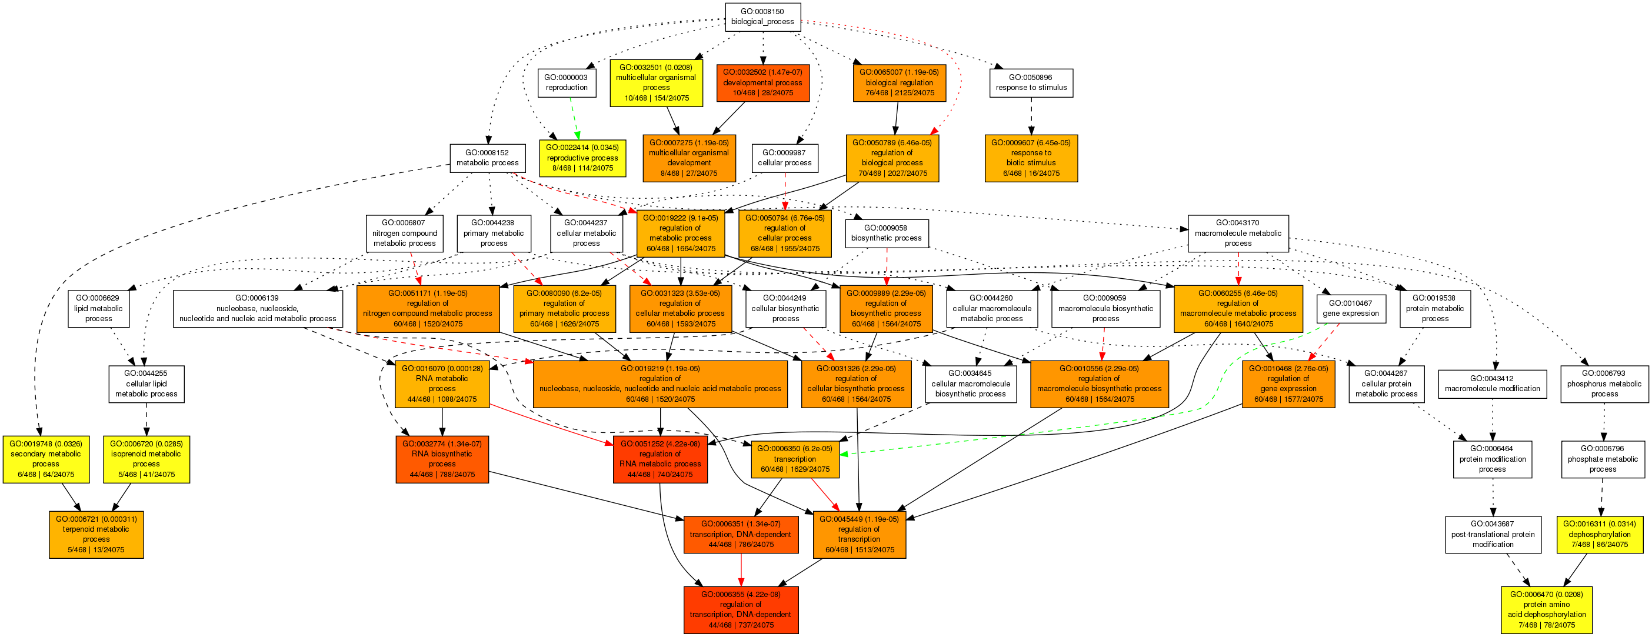 GO:0008150
biological_process
GO:0000003
reproduction
GO:0032501 (0.0208)
multicellular organismal
process
10/468 | 154/24075
GO:0032502 (1.47e-07)
developmental process
10/468 | 28/24075
GO:0065007 (1.19e-05)
biological regulation
76/468 | 2125/24075
GO:0050896
response to stimulus
GO:0008152
metabolic process
GO:0022414 (0.0345)
reproductive process
8/468 | 114/24075
GO:0007275 (1.19e-05)
multicellular organismal
development
8/468 | 27/24075
GO:0009987
cellular process
GO:0050789 (6.46e-05)
regulation of
biological process
70/468 | 2027/24075
GO:0009607 (6.45e-05)
response to
biotic stimulus
6/468 | 16/24075
GO:0006807
nitrogen compound
metabolic process
GO:0044238
primary metabolic
process
GO:0044237
cellular metabolic
process
GO:0019222 (9.1e-05)
regulation of
metabolic process
60/468 | 1664/24075
GO:0050794 (6.76e-05)
regulation of
cellular process
68/468 | 1955/24075
GO:0009058
biosynthetic process
GO:0043170
macromolecule metabolic
process
GO:0006629
lipid metabolic
process
GO:0006139
nucleobase, nucleoside,
nucleotide and nucleic acid metabolic process
GO:0051171 (1.19e-05)
regulation of
nitrogen compound metabolic process
60/468 | 1520/24075
GO:0080090 (6.2e-05)
regulation of
primary metabolic process
60/468 | 1626/24075
GO:0031323 (3.53e-05)
regulation of
cellular metabolic process
60/468 | 1593/24075
GO:0044249
cellular biosynthetic
process
GO:0009889 (2.29e-05)
regulation of
biosynthetic process
60/468 | 1564/24075
GO:0044260
cellular macromolecule
metabolic process
GO:0009059
macromolecule biosynthetic
process
GO:0060255 (6.46e-05)
regulation of
macromolecule metabolic process
60/468 | 1640/24075
GO:0010467
gene expression
GO:0019538
protein metabolic
process
GO:0044255
cellular lipid
metabolic process
GO:0016070 (0.000128)
RNA metabolic
process
44/468 | 1088/24075
GO:0019219 (1.19e-05)
regulation of
nucleobase, nucleoside, nucleotide and nucleic acid metabolic process
60/468 | 1520/24075
GO:0031326 (2.29e-05)
regulation of
cellular biosynthetic process
60/468 | 1564/24075
GO:0034645
cellular macromolecule
biosynthetic process
GO:0010556 (2.29e-05)
regulation of
macromolecule biosynthetic process
60/468 | 1564/24075
GO:0010468 (2.76e-05)
regulation of
gene expression
60/468 | 1577/24075
GO:0044267
cellular protein
metabolic process
GO:0043412
macromolecule modification
GO:0006793
phosphorus metabolic
process
GO:0019748 (0.0326)
secondary metabolic
process
6/468 | 64/24075
GO:0006720 (0.0285)
isoprenoid metabolic
process
5/468 | 41/24075
GO:0032774 (1.34e-07)
RNA biosynthetic
process
44/468 | 788/24075
GO:0051252 (4.22e-08)
regulation of
RNA metabolic process
44/468 | 740/24075
GO:0006350 (6.2e-05)
transcription
60/468 | 1629/24075
GO:0006464
protein modification
process
GO:0006796
phosphate metabolic
process
GO:0006721 (0.000311)
terpenoid metabolic
process
5/468 | 13/24075
GO:0006351 (1.34e-07)
transcription, DNA-dependent
44/468 | 786/24075
GO:0045449 (1.19e-05)
regulation of
transcription
60/468 | 1513/24075
GO:0043687
post-translational protein
modification
GO:0016311 (0.0314)
dephosphorylation
7/468 | 86/24075
GO:0006355 (4.22e-08)
regulation of
transcription, DNA-dependent
44/468 | 737/24075
GO:0006470 (0.0208)
protein amino
acid dephosphorylation
7/468 | 78/24075